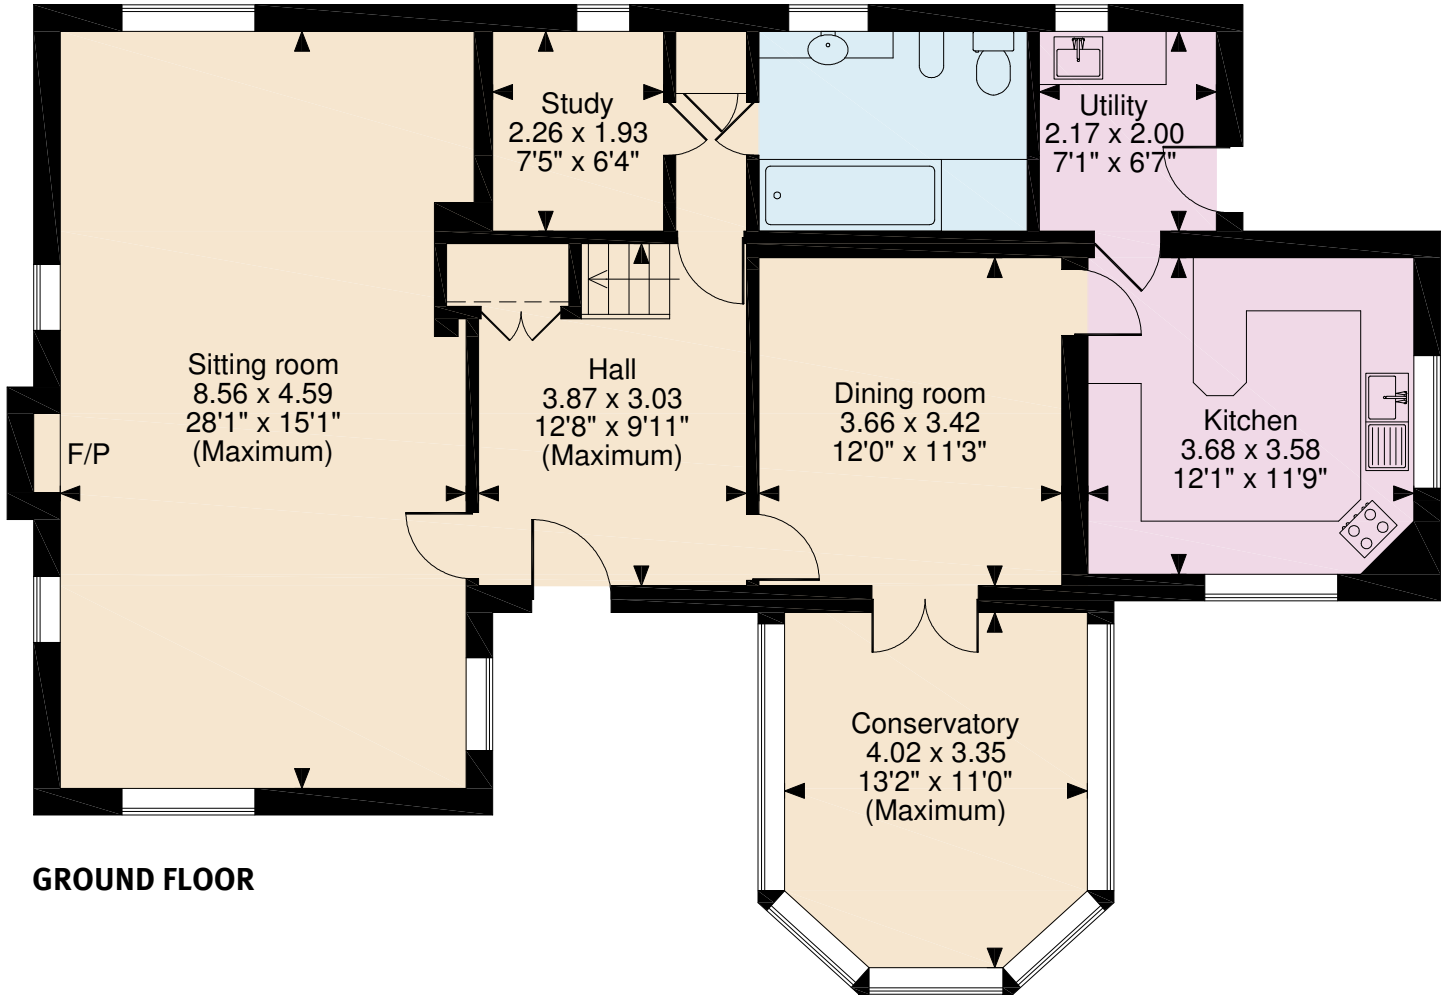 Study
2.26 x 1.93
7'5" x 6'4"
Utility
2.17 x 2.00
7'1" x 6'7"
Sitting room
8.56 x 4.59
28'1" x 15'1"
(Maximum)
F/P
Hall
3.87 x 3.03
12'8" x 9'11"
(Maximum)
Dining room
3.66 x 3.42
12'0" x 11'3"
Kitchen
3.68 x 3.58
12'1" x 11'9"
Conservatory
4.02 x 3.35
13'2" x 11'0"
(Maximum)
GROUND FLOOR